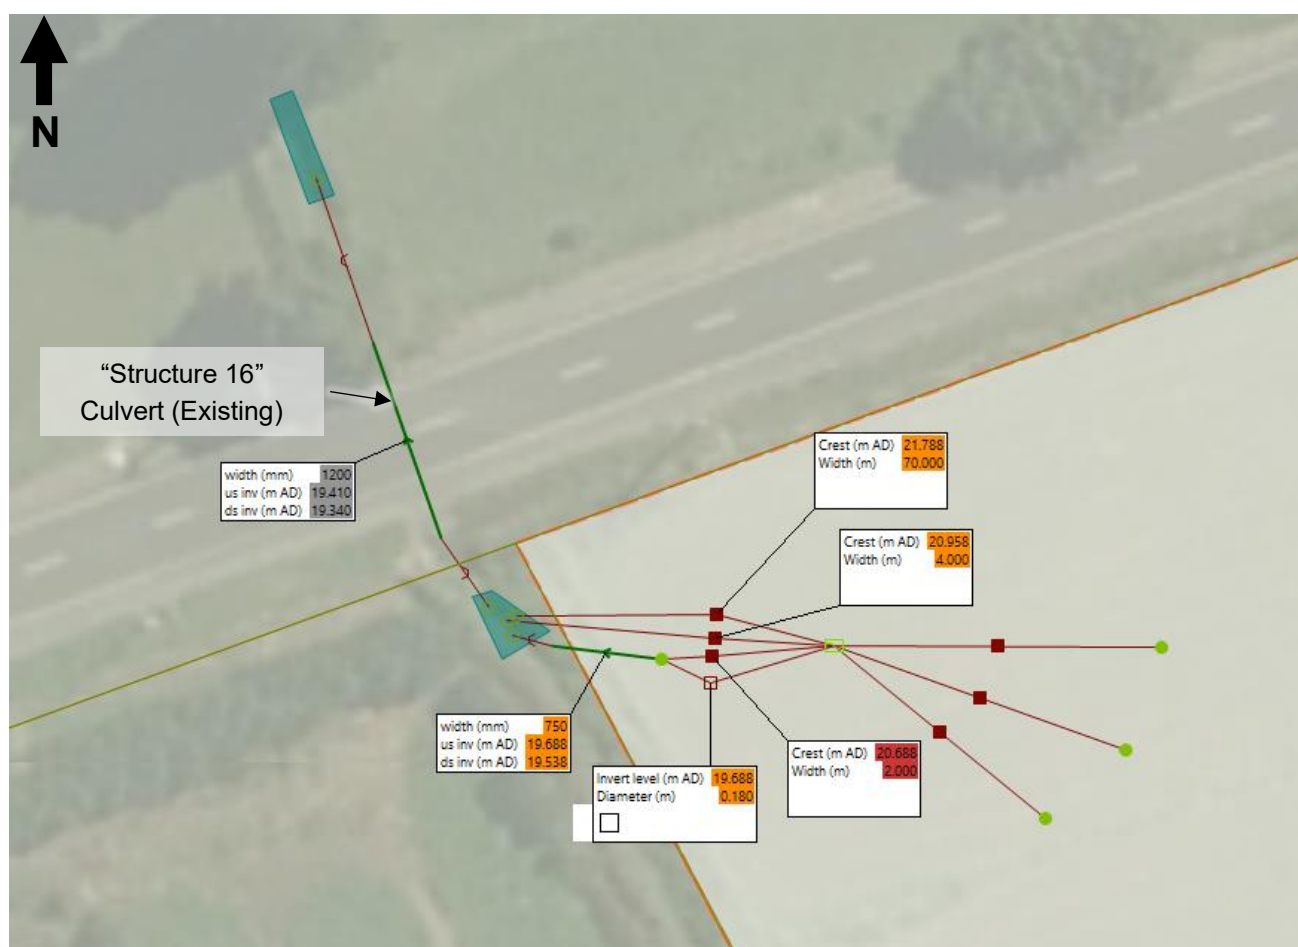 N
“Structure 16”
Culvert (Existing)
width (mm) 1200
us inv (m AD) 19.410
ds inv (m AD) 19.340
Crest (m AD) 21.788
Width (m) 70.000
Crest (m AD) 20.958
Width (m) 4.000
width (mm) 750
us inv (m AD) 19.688
ds inv (m AD) 19.538
Invert level (m AD) 19.688
Diameter (m) 0.180
Crest (m AD) 20.688
Width (m) 2.000